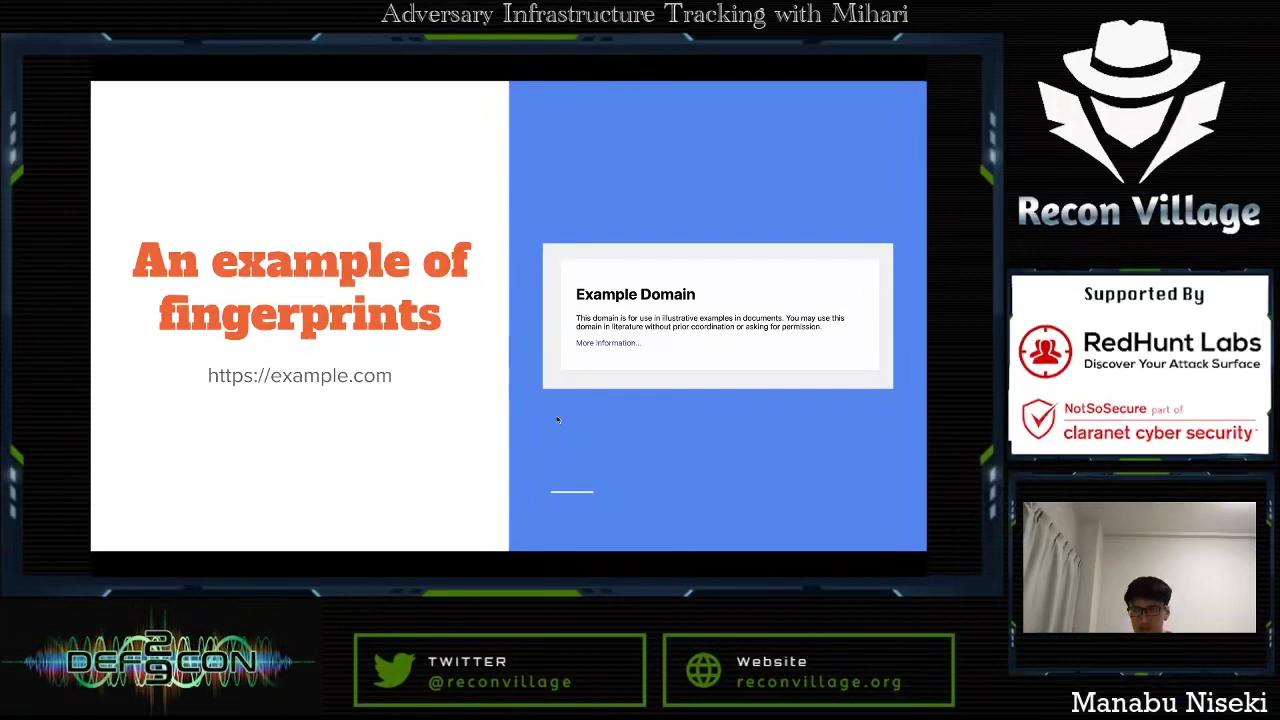 Adversary Infrastructure Tracking with Mihari
An example of
fingerprints
https://example.com
Example Domain
This domain is for use in illustrative examples in documents. You may use this
domain in literature without prior coordination or asking for permission.
More information...
Recon Village
Supported By
RedHunt Labs
Discover Your Attack Surface
NotSoSecure part of
claranet cyber security
DEFCON
29
TWITTER
@reconvillage
Website
reconvillage.org
Manabu Niseki